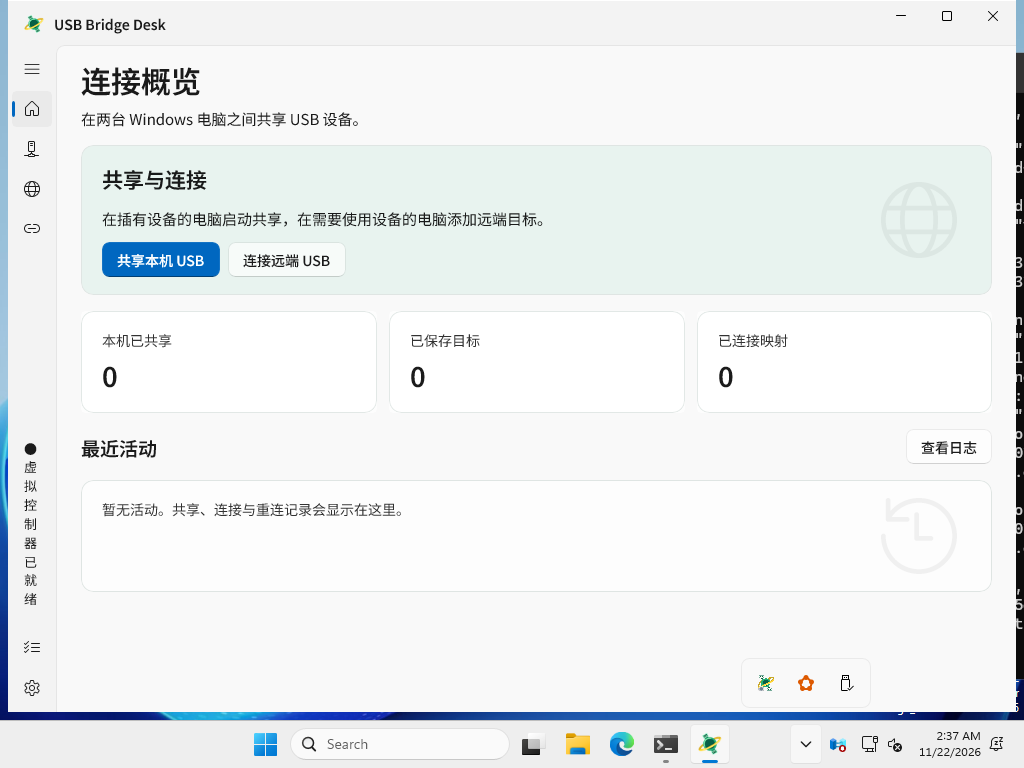 USB Bridge Desk
连接概览
在两台 Windows 电脑之间共享 USB 设备。
共享与连接
在插有设备的电脑启动共享，在需要使用设备的电脑添加远端目标。
共享本机 USB
连接远端 USB
本机已共享
0
已保存目标
0
已连接映射
0
最近活动
查看日志
暂无活动。共享、连接与重连记录会显示在这里。
虚拟控制器已就绪
Search
2:37 AM
11/22/2026